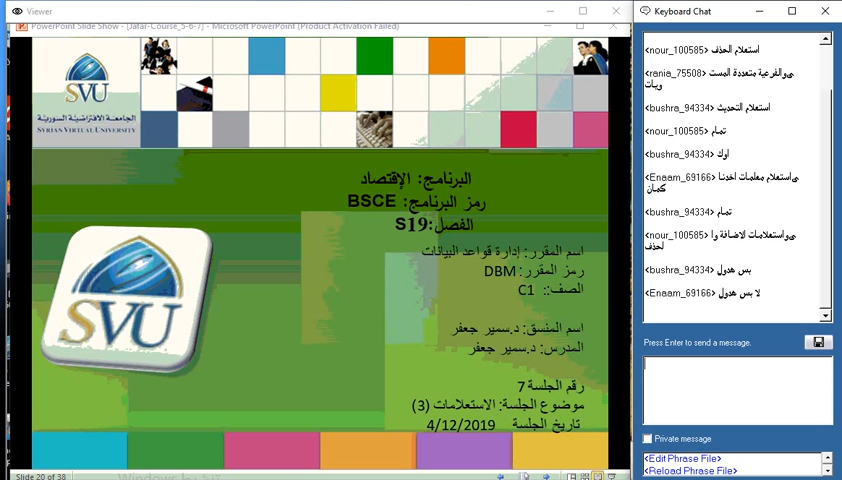 Viewer
PowerPoint Slide Show - [Jafar-Course_5-6-7] - Microsoft PowerPoint (Product Activation Failed)
SVU
الجامعة الافتراضية السورية
SYRIAN VIRTUAL UNIVERSITY
البرنامج: الإقتصاد
رمز البرنامج: BSCE
الفصل:S19
اسم المقرر: إدارة قواعد البيانات
رمز المقرر: DBM
الصف:: C1
SVU
اسم المنسق: د.سمير جعفر
المدرس: د.سمير جعفر
رقم الجلسة 7
موضوع الجلسة: الاستعلامات (3)
تاريخ الجلسة 4/12/2019
Slide 20 of 38
Keyboard Chat
<nour_100585> استعلام الحذف
<rania_75508> ى والفرعية متعددة المست
ويات
<bushra_94334> استعلام التحديث
<nour_100585> تمام
<bushra_94334> اوك
<Enaam_69166> ى استعلام معلمات اخدنا
كمان
<bushra_94334> تمام
<nour_100585> ى واستعلامات الاضافة وا
لحذف
<bushra_94334> بس هدول
<Enaam_69166> لا بس هدول
Press Enter to send a message.
Private message
<Edit Phrase File>
<Reload Phrase File>